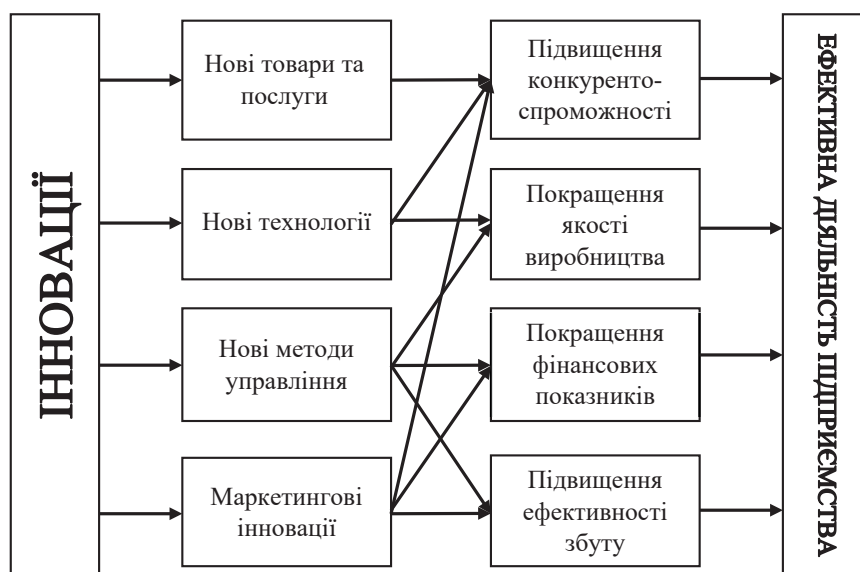 ІННОВАЦІЇ
Нові товари та
послуги
Нові технології
Нові методи
управління
Маркетингові
інновації
Підвищення
конкуренто-
спроможності
Покращення
якості
виробництва
Покращення
фінансових
показників
Підвищення
ефективності
збуту
ЕФЕКТИВНА ДІЯЛЬНІСТЬ ПІДПРИЄМСТВА